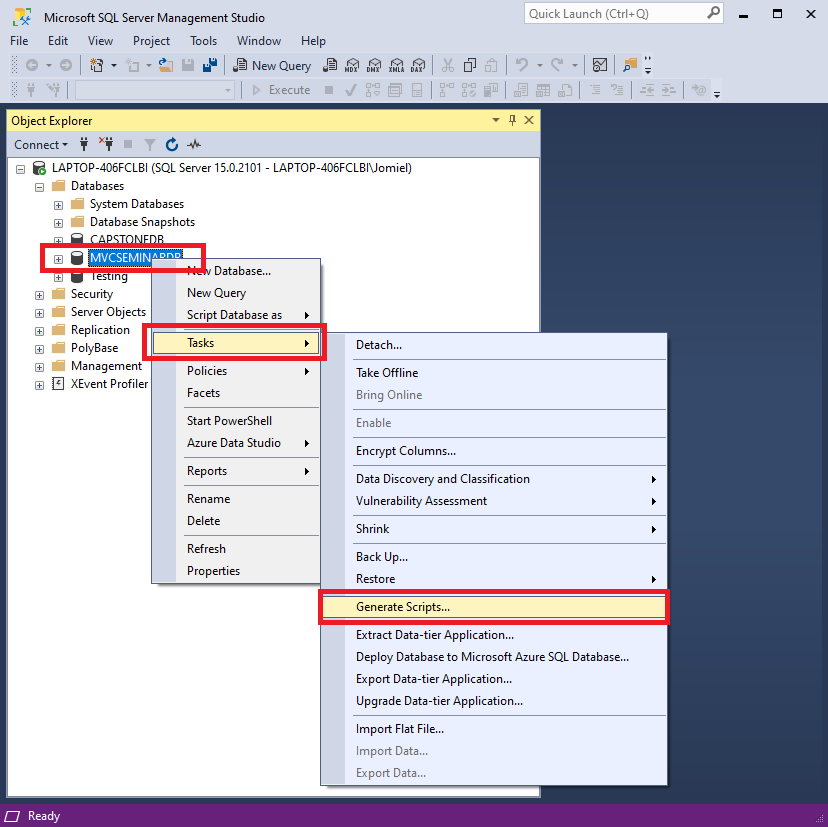 Microsoft SQL Server Management Studio
Quick Launch (Ctrl+Q)
File Edit View Project Tools Window Help
New Query MDX DMX XMLA DAX
Execute
Object Explorer
Connect
LAPTOP-406FCLBI (SQL Server 15.0.2101 - LAPTOP-406FCLBI\Jomiel)
Databases
System Databases
Database Snapshots
CAPSTONEDB
MVCSEMINARDB
Testing
Security
Server Objects
Replication
PolyBase
Management
XEvent Profiler
New Database...
New Query
Script Database as
Tasks
Policies
Facets
Start PowerShell
Azure Data Studio
Reports
Rename
Delete
Refresh
Properties
Detach...
Take Offline
Bring Online
Enable
Encrypt Columns...
Data Discovery and Classification
Vulnerability Assessment
Shrink
Back Up...
Restore
Generate Scripts...
Extract Data-tier Application...
Deploy Database to Microsoft Azure SQL Database...
Export Data-tier Application...
Upgrade Data-tier Application...
Import Flat File...
Import Data...
Export Data...
Ready